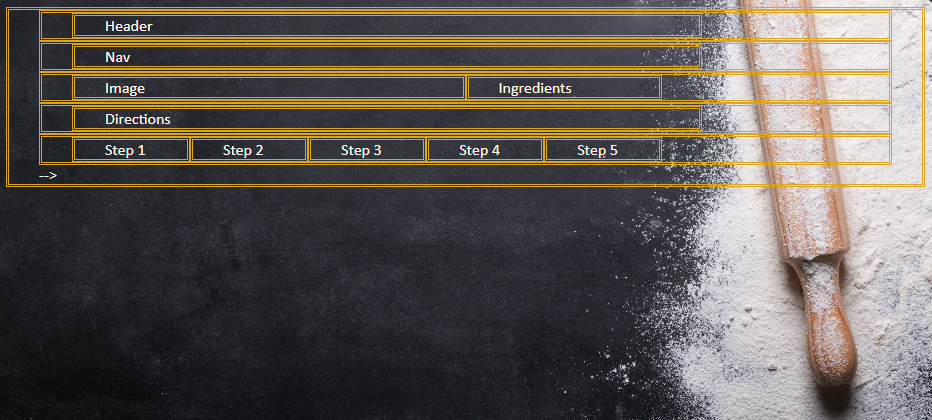 Header
Nav
Image Ingredients
Directions
Step 1 Step 2 Step 3 Step 4 Step 5
-->